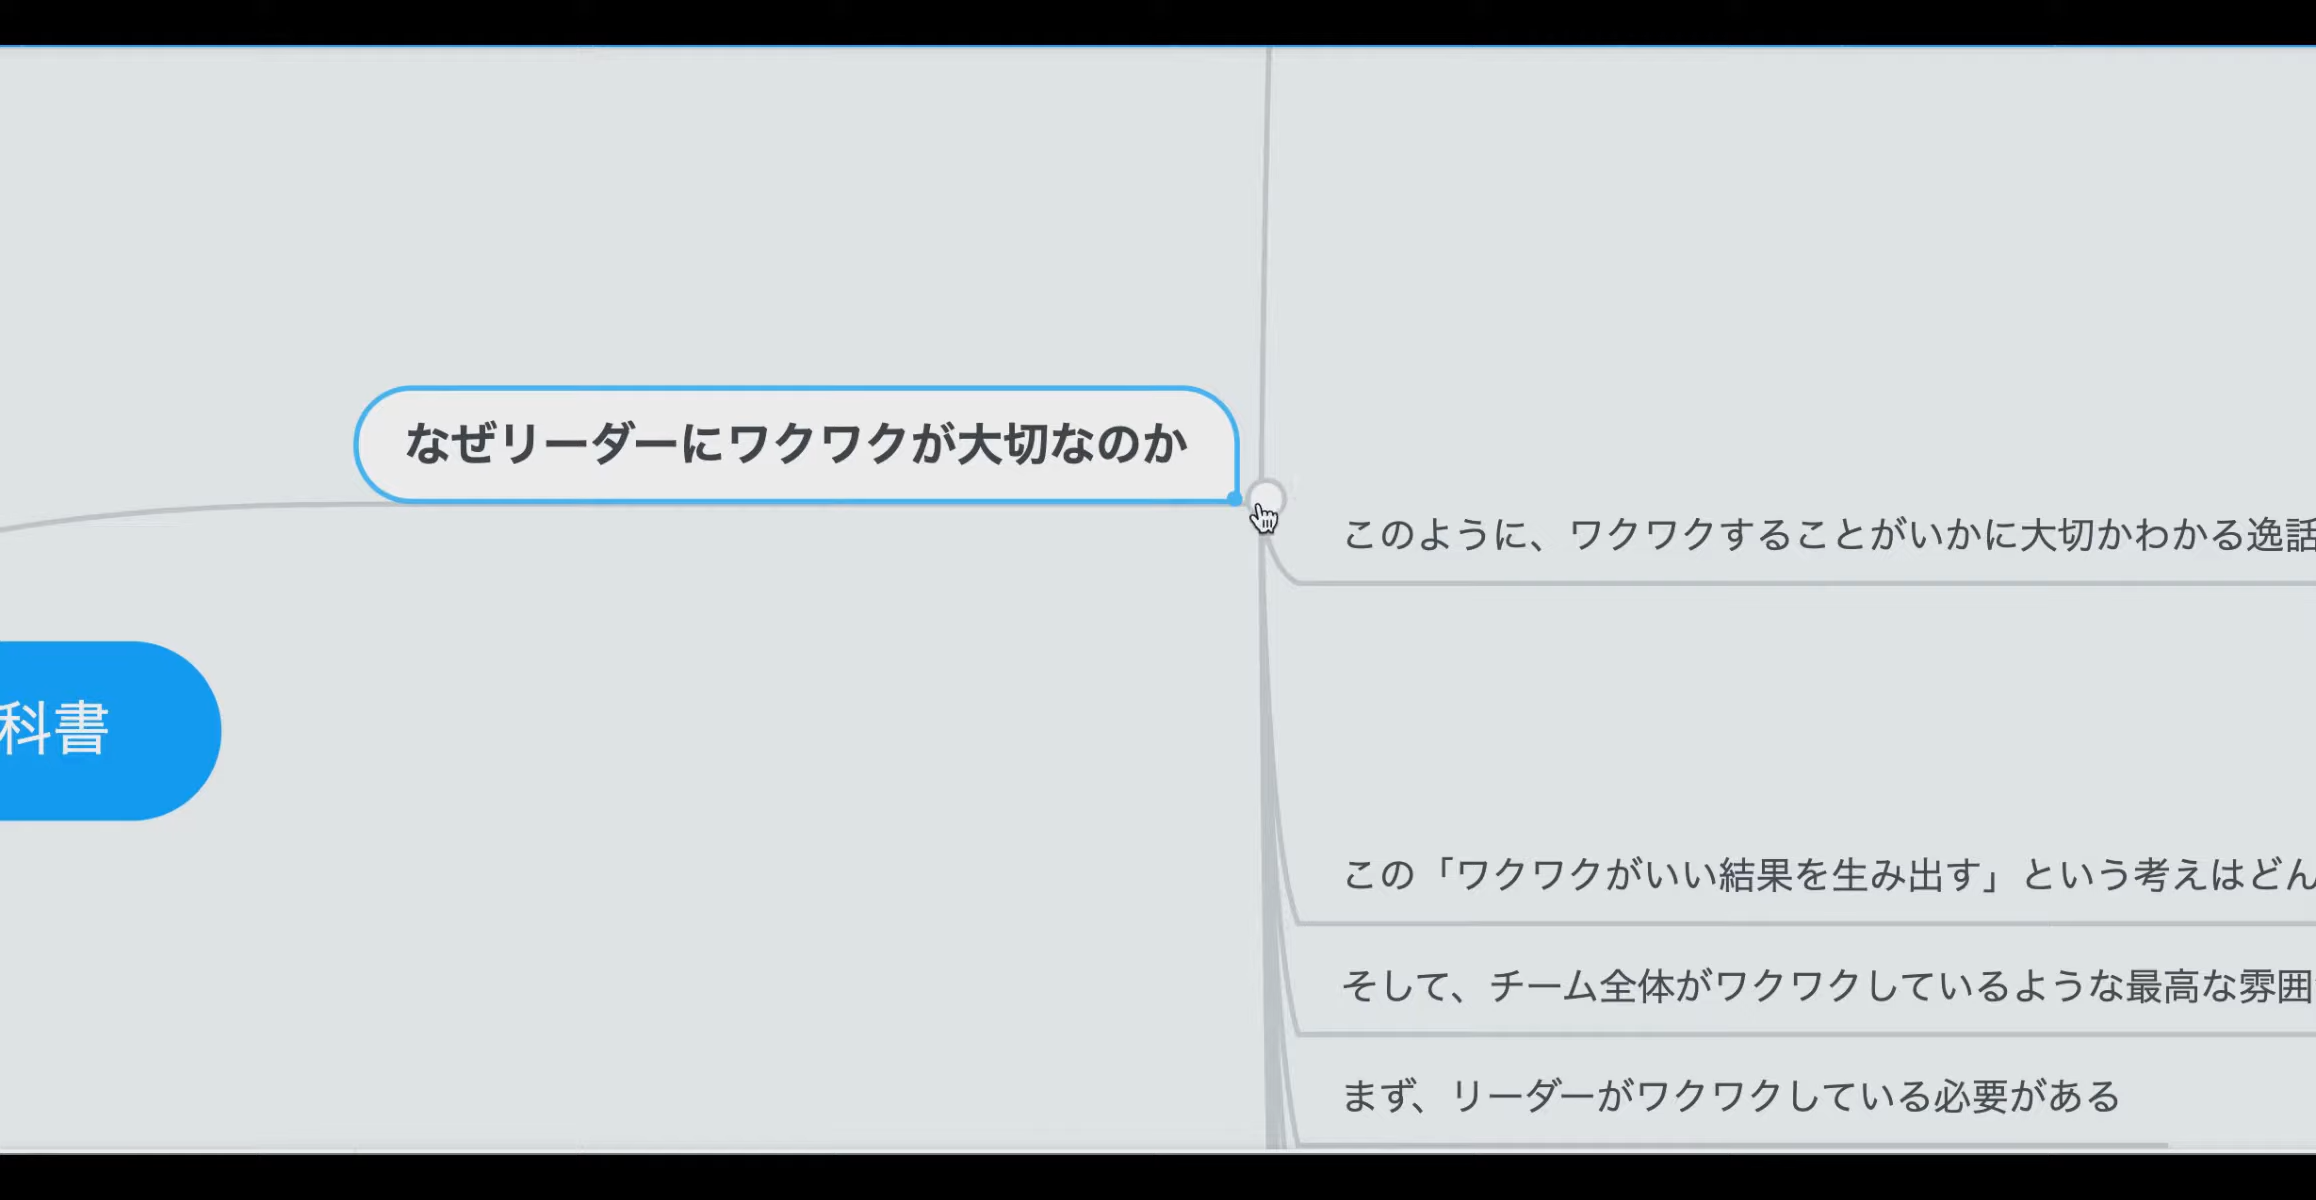 なぜリーダーにワクワクが大切なのか
このように、ワクワクすることがいかに大切かわかる逸話
科書
この「ワクワクがいい結果を生み出す」という考えはどん
そして、チーム全体がワクワクしているような最高な雰囲
まず、リーダーがワクワクしている必要がある